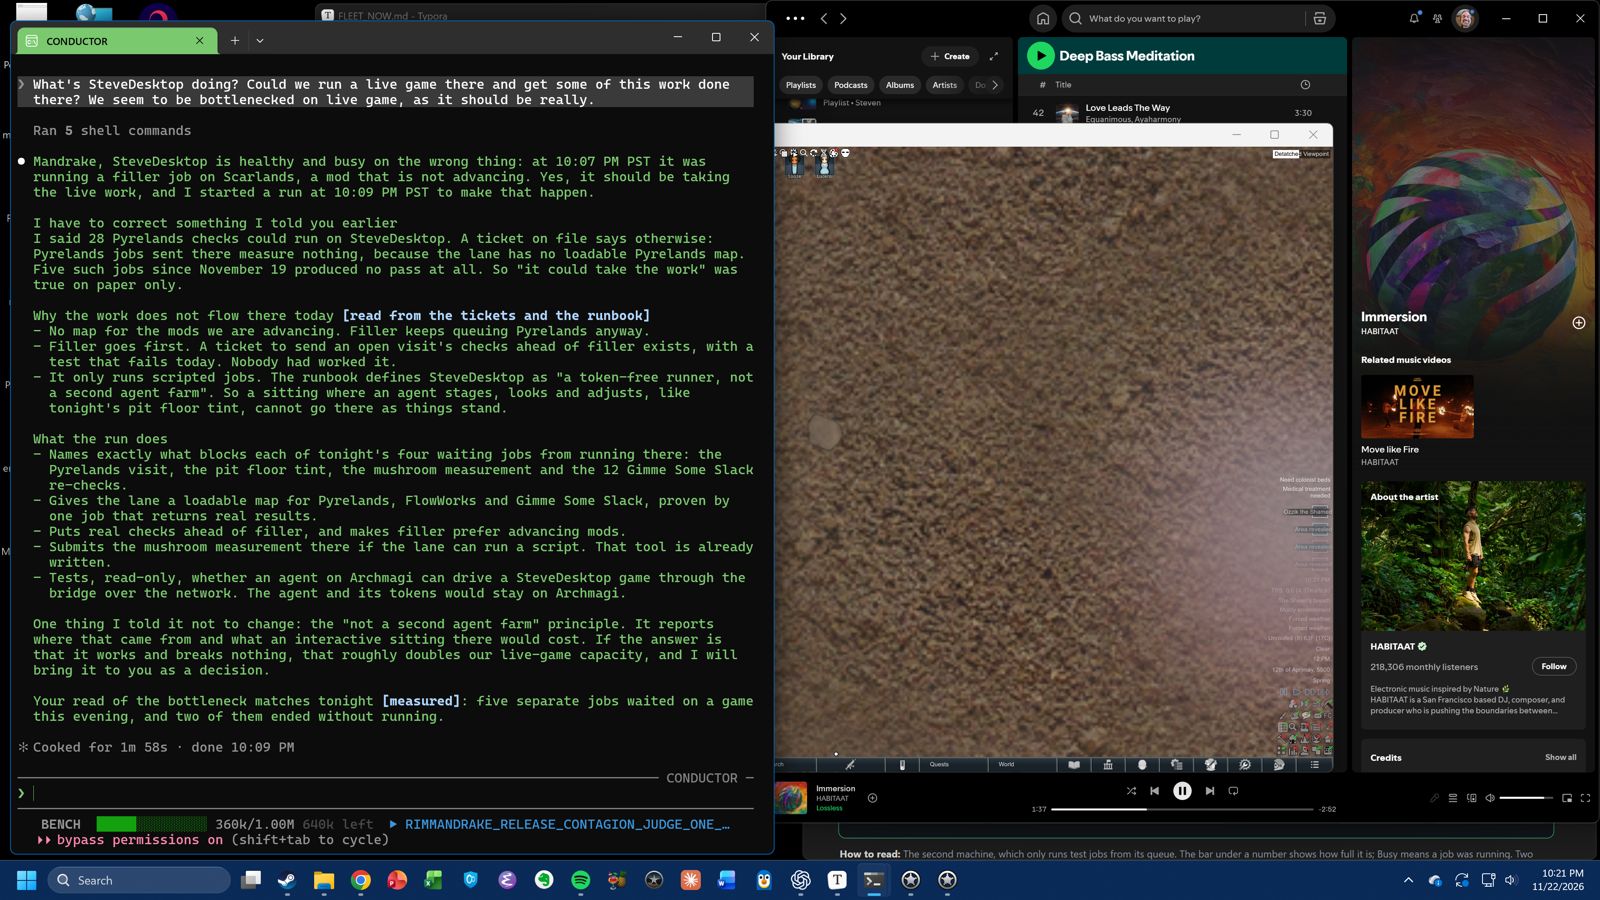 FLEET_NOW.md - Typora
CONDUCTOR
What's SteveDesktop doing? Could we run a live game there and get some of this work done
there? We seem to be bottlenecked on live game, as it should be really.
Ran 5 shell commands
Mandrake, SteveDesktop is healthy and busy on the wrong thing: at 10:07 PM PST it was
running a filler job on Scarlands, a mod that is not advancing. Yes, it should be taking
the live work, and I started a run at 10:09 PM PST to make that happen.
I have to correct something I told you earlier
I said 28 Pyrelands checks could run on SteveDesktop. A ticket on file says otherwise:
Pyrelands jobs sent there measure nothing, because the lane has no loadable Pyrelands map.
Five such jobs since November 19 produced no pass at all. So "it could take the work" was
true on paper only.
Why the work does not flow there today [read from the tickets and the runbook]
– No map for the mods we are advancing. Filler keeps queuing Pyrelands anyway.
– Filler goes first. A ticket to send an open visit's checks ahead of filler exists, with a
test that fails today. Nobody had worked it.
– It only runs scripted jobs. The runbook defines SteveDesktop as "a token-free runner, not
a second agent farm". So a sitting where an agent stages, looks and adjusts, like
tonight's pit floor tint, cannot go there as things stand.
What the run does
– Names exactly what blocks each of tonight's four waiting jobs from running there: the
Pyrelands visit, the pit floor tint, the mushroom measurement and the 12 Gimme Some Slack
re-checks.
– Gives the lane a loadable map for Pyrelands, FlowWorks and Gimme Some Slack, proven by
one job that returns real results.
– Puts real checks ahead of filler, and makes filler prefer advancing mods.
– Submits the mushroom measurement there if the lane can run a script. That tool is already
written.
– Tests, read-only, whether an agent on Archmagi can drive a SteveDesktop game through the
bridge over the network. The agent and its tokens would stay on Archmagi.
One thing I told it not to change: the "not a second agent farm" principle. It reports
where that came from and what an interactive sitting there would cost. If the answer is
that it works and breaks nothing, that roughly doubles our live-game capacity, and I will
bring it to you as a decision.
Your read of the bottleneck matches tonight [measured]: five separate jobs waited on a game
this evening, and two of them ended without running.
Cooked for 1m 58s · done 10:09 PM
CONDUCTOR
BENCH 360k/1.00M 640k left ▶ RIMMANDRAKE_RELEASE_CONTAGION_JUDGE_ONE_…
bypass permissions on (shift+tab to cycle)
What do you want to play?
Your Library
Create
Playlists Podcasts Albums Artists
Playlist • Steven
Deep Bass Meditation
# Title
42 Love Leads The Way 3:30
Equanimous, Ayaharmony
Viewpoint
Need colonist beds
Medical treatment
needed
Area revealed
Area revealed
Forced weather
Forced weather
Clear
12 PM
12th of Aprimay, 5500
Spring
Quests World
Immersion
HABITAAT
Related music videos
MOVE
LIKE
FIRE
Move like Fire
HABITAAT
About the artist
HABITAAT
218,306 monthly listeners
Follow
Electronic music inspired by Nature
HABITAAT is a San Francisco based DJ, composer, and
producer who is pushing the boundaries between...
Credits Show all
Immersion
HABITAAT
Lossless
1:37 -2:52
How to read: The second machine, which only runs test jobs from its queue. The bar under a number shows how full it is; Busy means a job was running. Two
Search
10:21 PM
11/22/2026